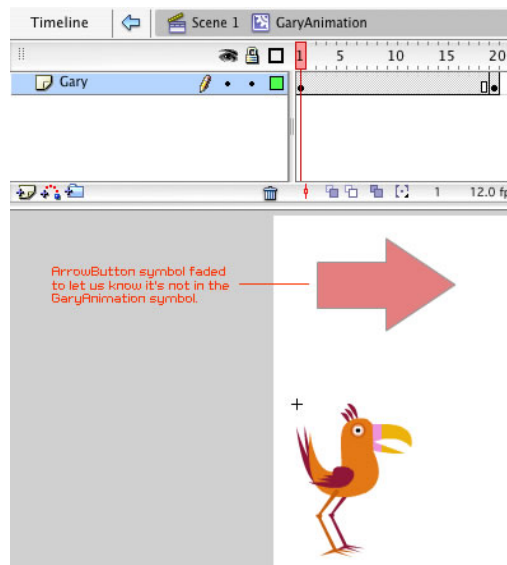 Timeline Scene 1 GaryAnimation
1 5 10 15 20
Gary
1 12.0 fp
ArrowButton symbol faded
to let us know it's not in the
GaryAnimation symbol.